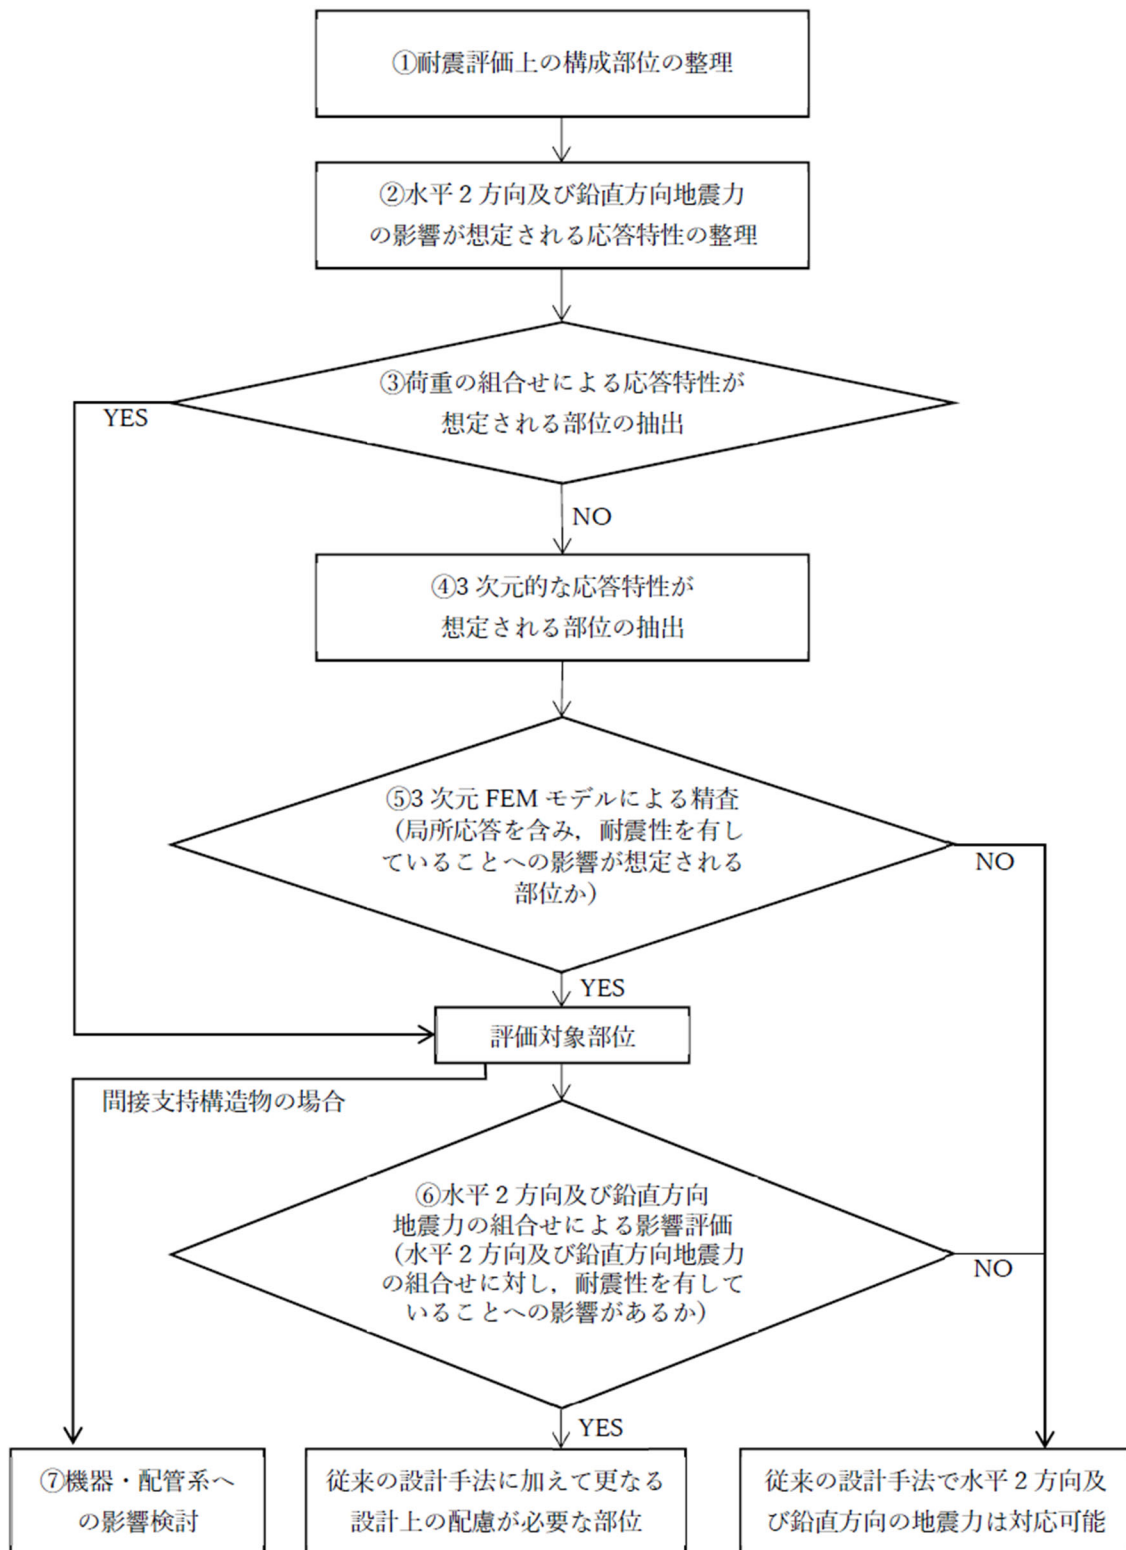 ①耐震評価上の構成部位の整理
②水平 2 方向及び鉛直方向地震力
の影響が想定される応答特性の整理
③荷重の組合せによる応答特性が
想定される部位の抽出
YES
NO
④3 次元的な応答特性が
想定される部位の抽出
⑤3 次元 FEM モデルによる精査
（局所応答を含み，耐震性を有し
ていることへの影響が想定される
部位か）
NO
YES
評価対象部位
間接支持構造物の場合
⑥水平 2 方向及び鉛直方向
地震力の組合せによる影響評価
（水平 2 方向及び鉛直方向地震力
の組合せに対し，耐震性を有して
いることへの影響があるか）
NO
YES
⑦機器・配管系へ
の影響検討
従来の設計手法に加えて更なる
設計上の配慮が必要な部位
従来の設計手法で水平 2 方向及
び鉛直方向の地震力は対応可能